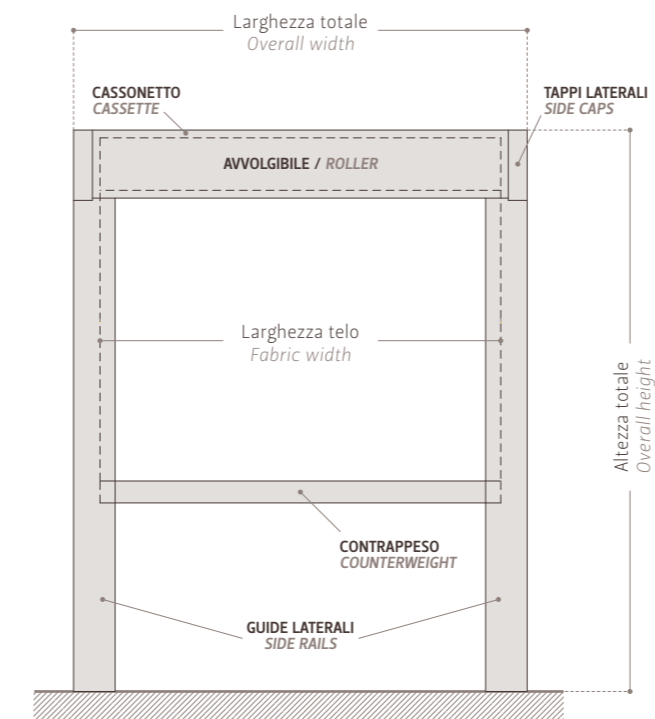 Larghezza totale
Overall width
CASSONETTO
CASSETTE
TAPPI LATERALI
SIDE CAPS
AVVOLGIBILE / ROLLER
Larghezza telo
Fabric width
Altezza totale
Overall height
CONTRAPPESO
COUNTERWEIGHT
GUIDE LATERALI
SIDE RAILS